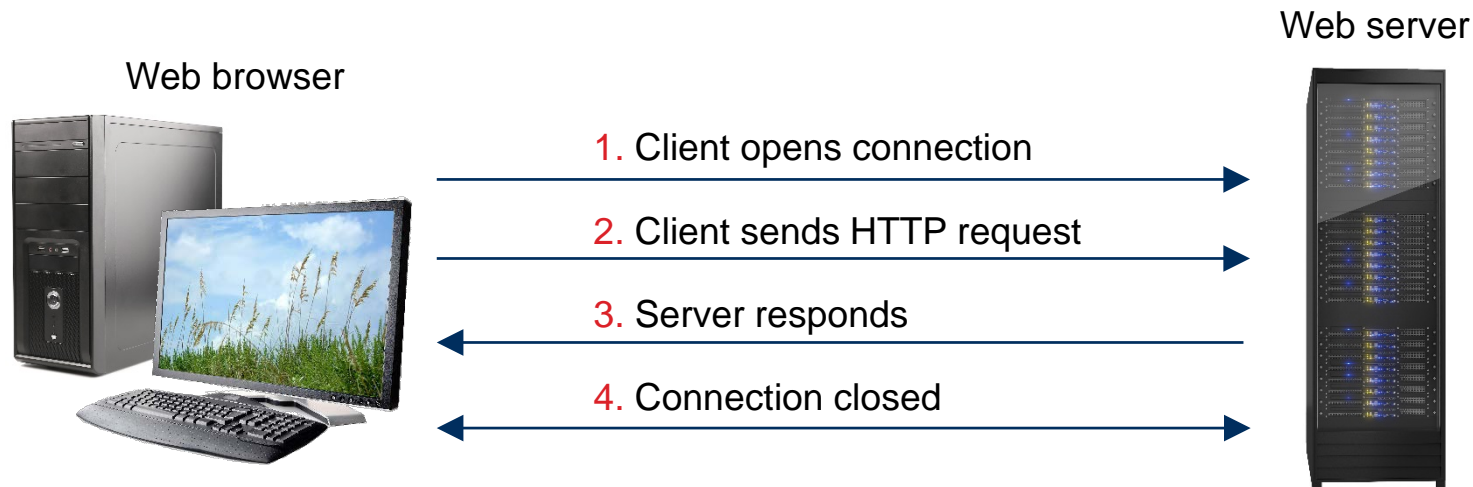 Web server
Web browser
1. Client opens connection
2. Client sends HTTP request
3. Server responds
4. Connection closed